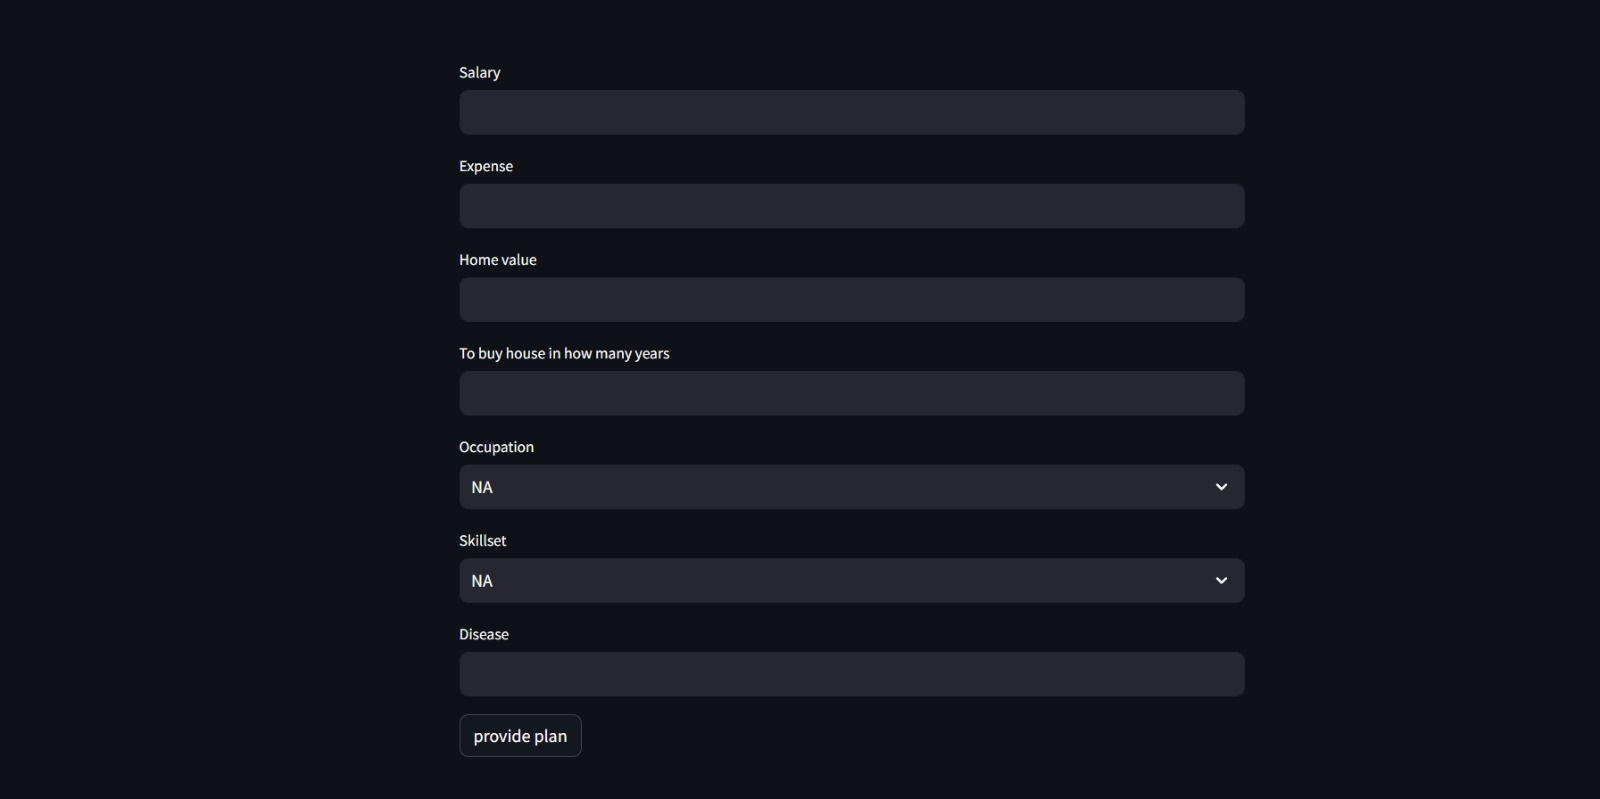 Salary
Expense
Home value
To buy house in how many years
Occupation
NA
Skillset
NA
Disease
provide plan